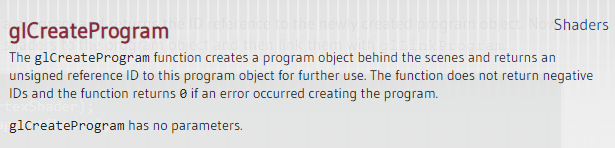 glCreateProgram
Shaders
The glCreateProgram function creates a program object behind the scenes and returns an
unsigned reference ID to this program object for further use. The function does not return negative
IDs and the function returns 0 if an error occurred creating the program.
glCreateProgram has no parameters.